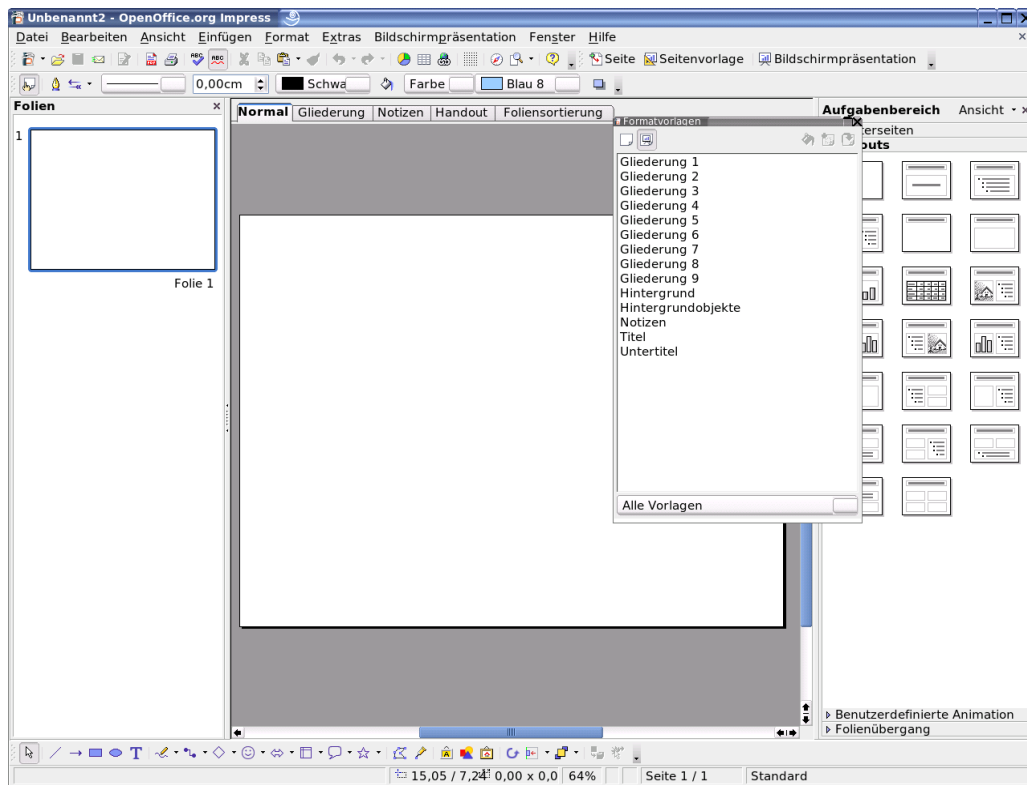 Unbenannt2 - OpenOffice.org Impress
Datei Bearbeiten Ansicht Einfügen Format Extras Bildschirmpräsentation Fenster Hilfe
Seite Seitenvorlage Bildschirmpräsentation
0,00cm Schwa Farbe Blau 8
Folien
1
Folie 1
Normal Gliederung Notizen Handout Foliensortierung
Formatvorlagen
Gliederung 1
Gliederung 2
Gliederung 3
Gliederung 4
Gliederung 5
Gliederung 6
Gliederung 7
Gliederung 8
Gliederung 9
Hintergrund
Hintergrundobjekte
Notizen
Titel
Untertitel
Alle Vorlagen
Aufgabenbereich Ansicht
erseiten
outs
Benutzerdefinierte Animation
Folienübergang
15,05 / 7,24 0,00 x 0,0 64% Seite 1 / 1 Standard